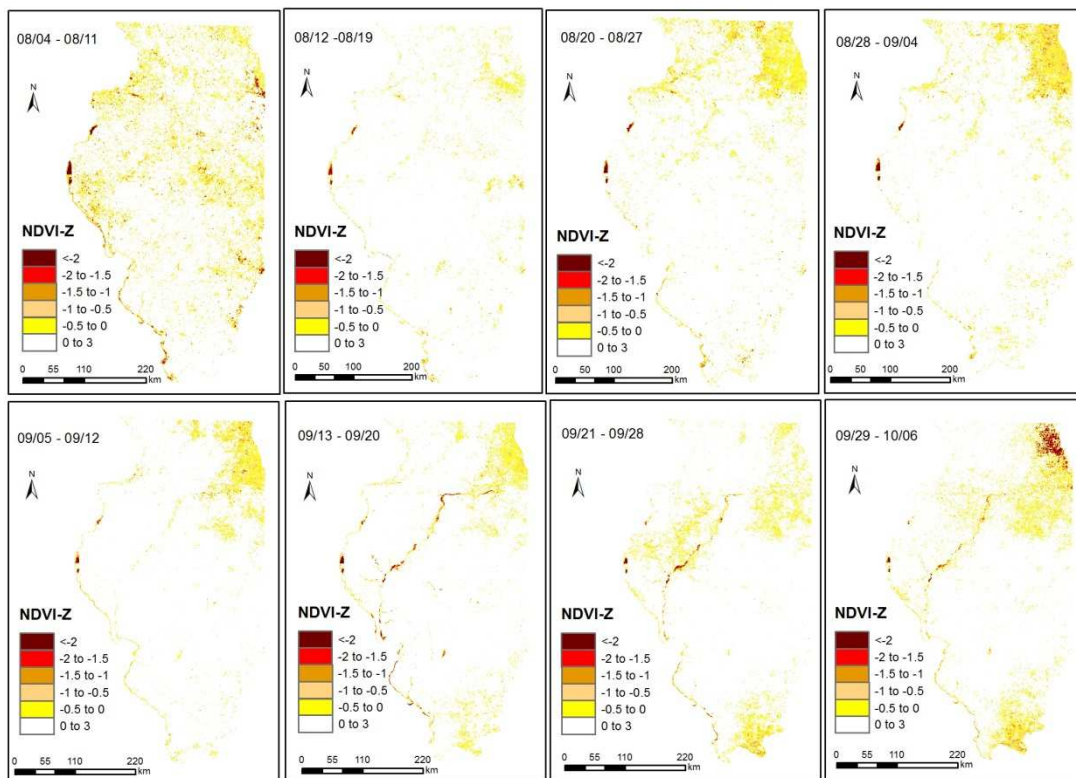 08/04 - 08/11
N
NDVI-Z
<-2
-2 to -1.5
-1.5 to -1
-1 to -0.5
-0.5 to 0
0 to 3
0 55 110 220
km
08/12 -08/19
N
NDVI-Z
<-2
-2 to -1.5
-1.5 to -1
-1 to -0.5
-0.5 to 0
0 to 3
0 50 100 200
km
08/20 - 08/27
N
NDVI-Z
<-2
-2 to -1.5
-1.5 to -1
-1 to -0.5
-0.5 to 0
0 to 3
0 50 100 200
km
08/28 - 09/04
N
NDVI-Z
<-2
-2 to -1.5
-1.5 to -1
-1 to -0.5
-0.5 to 0
0 to 3
0 50 100 200
km
09/05 - 09/12
N
NDVI-Z
<-2
-2 to -1.5
-1.5 to -1
-1 to -0.5
-0.5 to 0
0 to 3
0 55 110 220
km
09/13 - 09/20
N
NDVI-Z
<-2
-2 to -1.5
-1.5 to -1
-1 to -0.5
-0.5 to 0
0 to 3
0 55 110 220
km
09/21 - 09/28
N
NDVI-Z
<-2
-2 to -1.5
-1.5 to -1
-1 to -0.5
-0.5 to 0
0 to 3
0 55 110 220
km
09/29 - 10/06
N
NDVI-Z
<-2
-2 to -1.5
-1.5 to -1
-1 to -0.5
-0.5 to 0
0 to 3
0 55 110 220
km